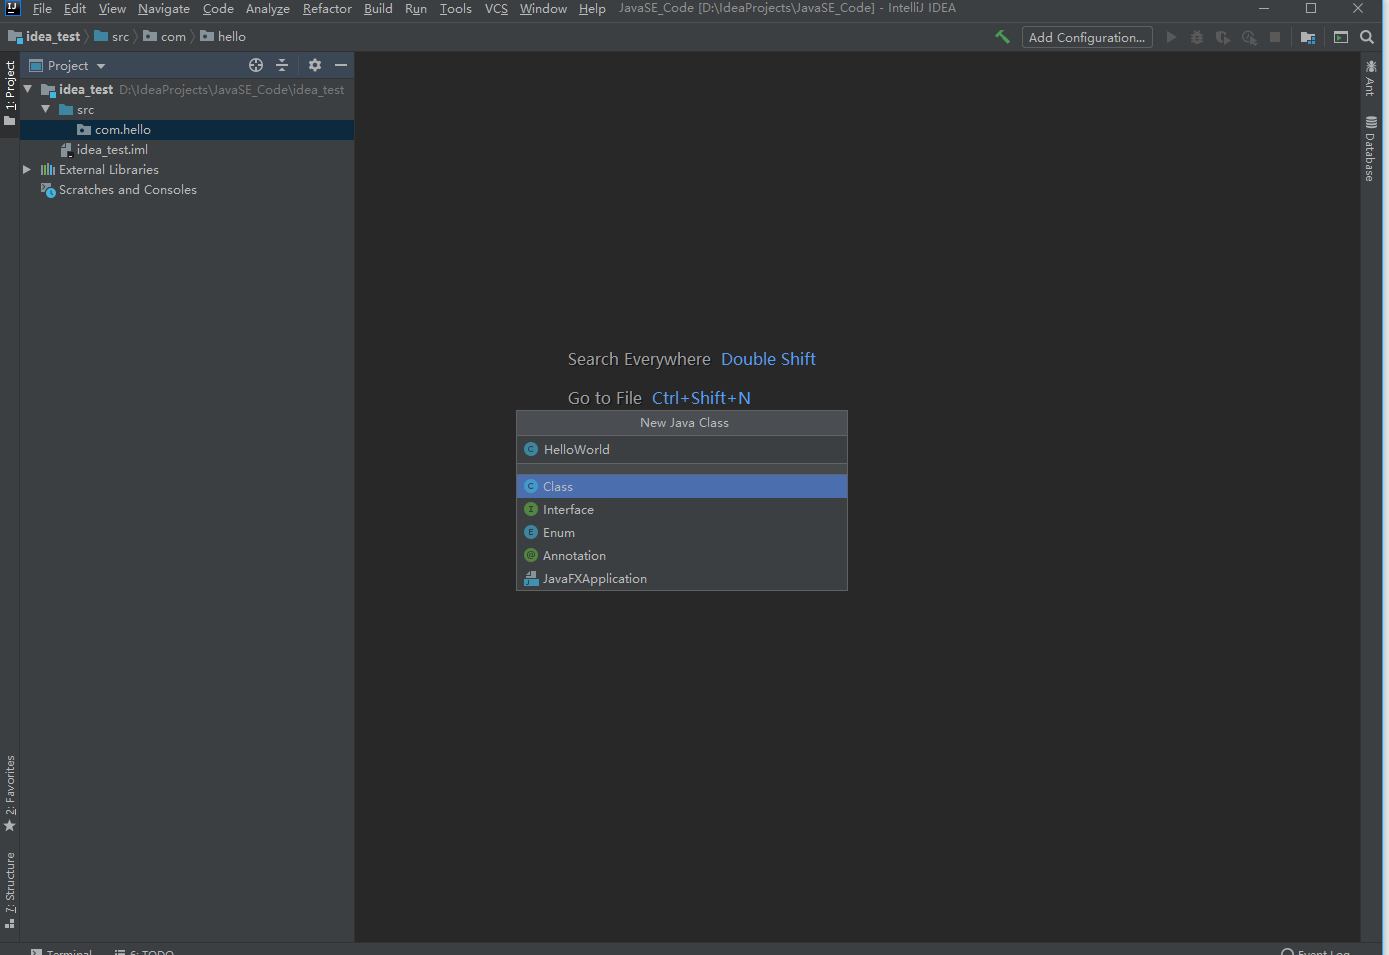 File Edit View Navigate Code Analyze Refactor Build Run Tools VCS Window Help JavaSE_Code [D:\IdeaProjects\JavaSE_Code] - IntelliJ IDEA
idea_test src com hello Add Configuration...
Project
1: Project
idea_test D:\IdeaProjects\JavaSE_Code\idea_test
src
com.hello
idea_test.iml
External Libraries
Scratches and Consoles
Ant
Database
Search Everywhere Double Shift
Go to File Ctrl+Shift+N
New Java Class
HelloWorld
Class
Interface
Enum
Annotation
JavaFXApplication
2: Favorites
7: Structure
Terminal 6: TODO Event Log